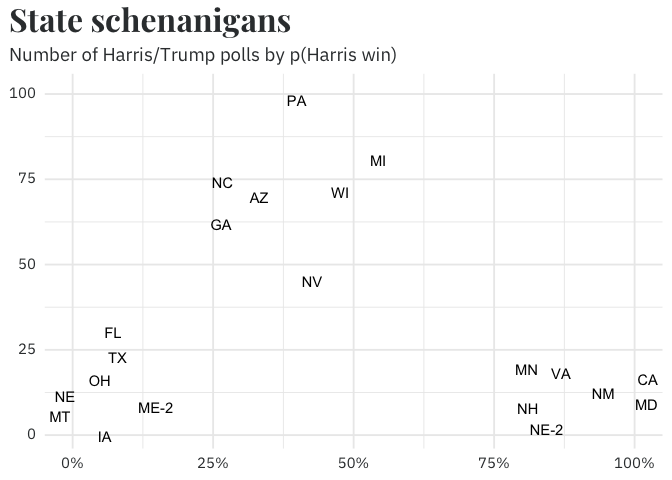 State schenanigans
Number of Harris/Trump polls by p(Harris win)
100
PA
MI
75
NC
WI
AZ
GA
50
NV
FL
25
TX
MN
VA
OH
CA
NM
NE
MD
ME-2
NH
MT
NE-2
0
IA
0%
25%
50%
75%
100%